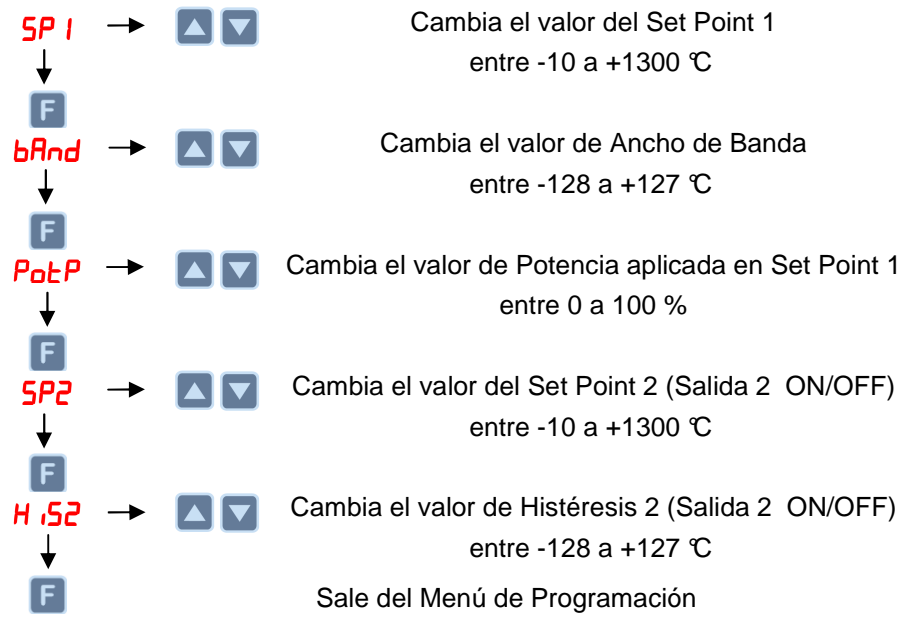 SP1 Cambia el valor del Set Point 1
entre -10 a +1300 ℃
F
bAnd Cambia el valor de Ancho de Banda
entre -128 a +127 ℃
F
PotP Cambia el valor de Potencia aplicada en Set Point 1
entre 0 a 100 %
F
SP2 Cambia el valor del Set Point 2 (Salida 2 ON/OFF)
entre -10 a +1300 ℃
F
HiS2 Cambia el valor de Histéresis 2 (Salida 2 ON/OFF)
entre -128 a +127 ℃
F Sale del Menú de Programación